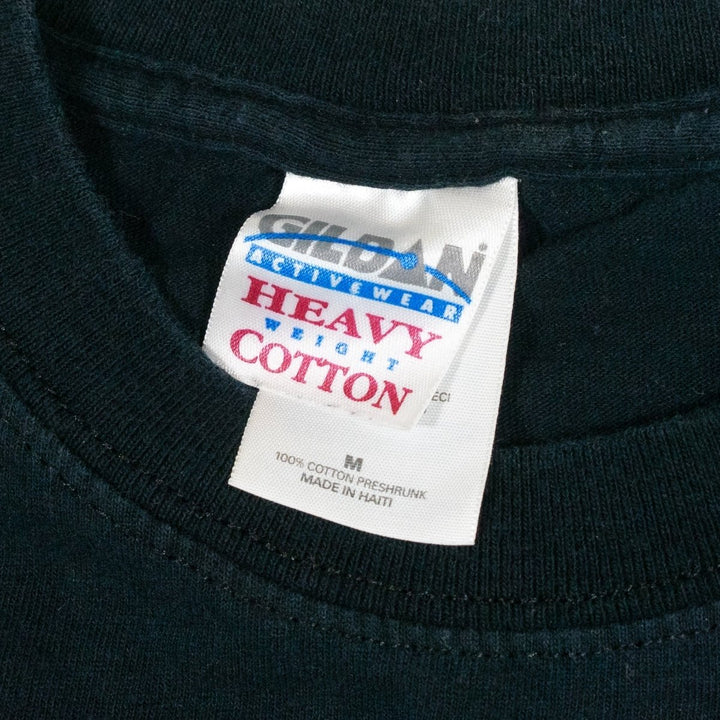 GILDAN
ACTIVEWEAR
HEAVY
WEIGHT
COTTON
M
100% COTTON PRESHRUNK
MADE IN HAITI